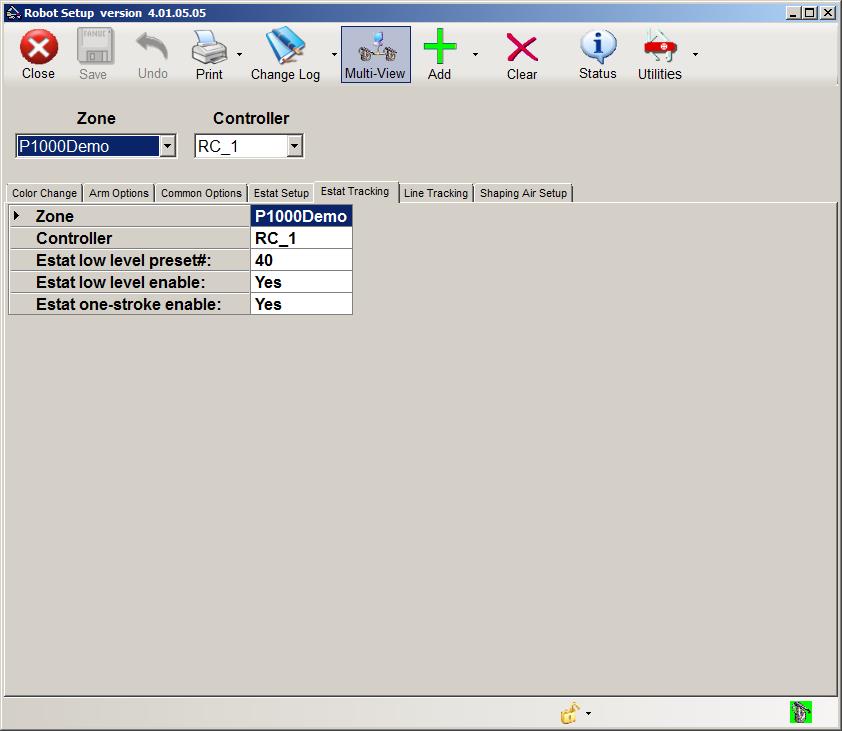 Robot Setup version 4.01.05.05
FANUC
Close Save Undo Print Change Log Multi-View Add Clear Status Utilities
Zone Controller
P1000Demo RC_1
Color Change Arm Options Common Options Estat Setup Estat Tracking Line Tracking Shaping Air Setup
Zone P1000Demo
Controller RC_1
Estat low level preset#: 40
Estat low level enable: Yes
Estat one-stroke enable: Yes